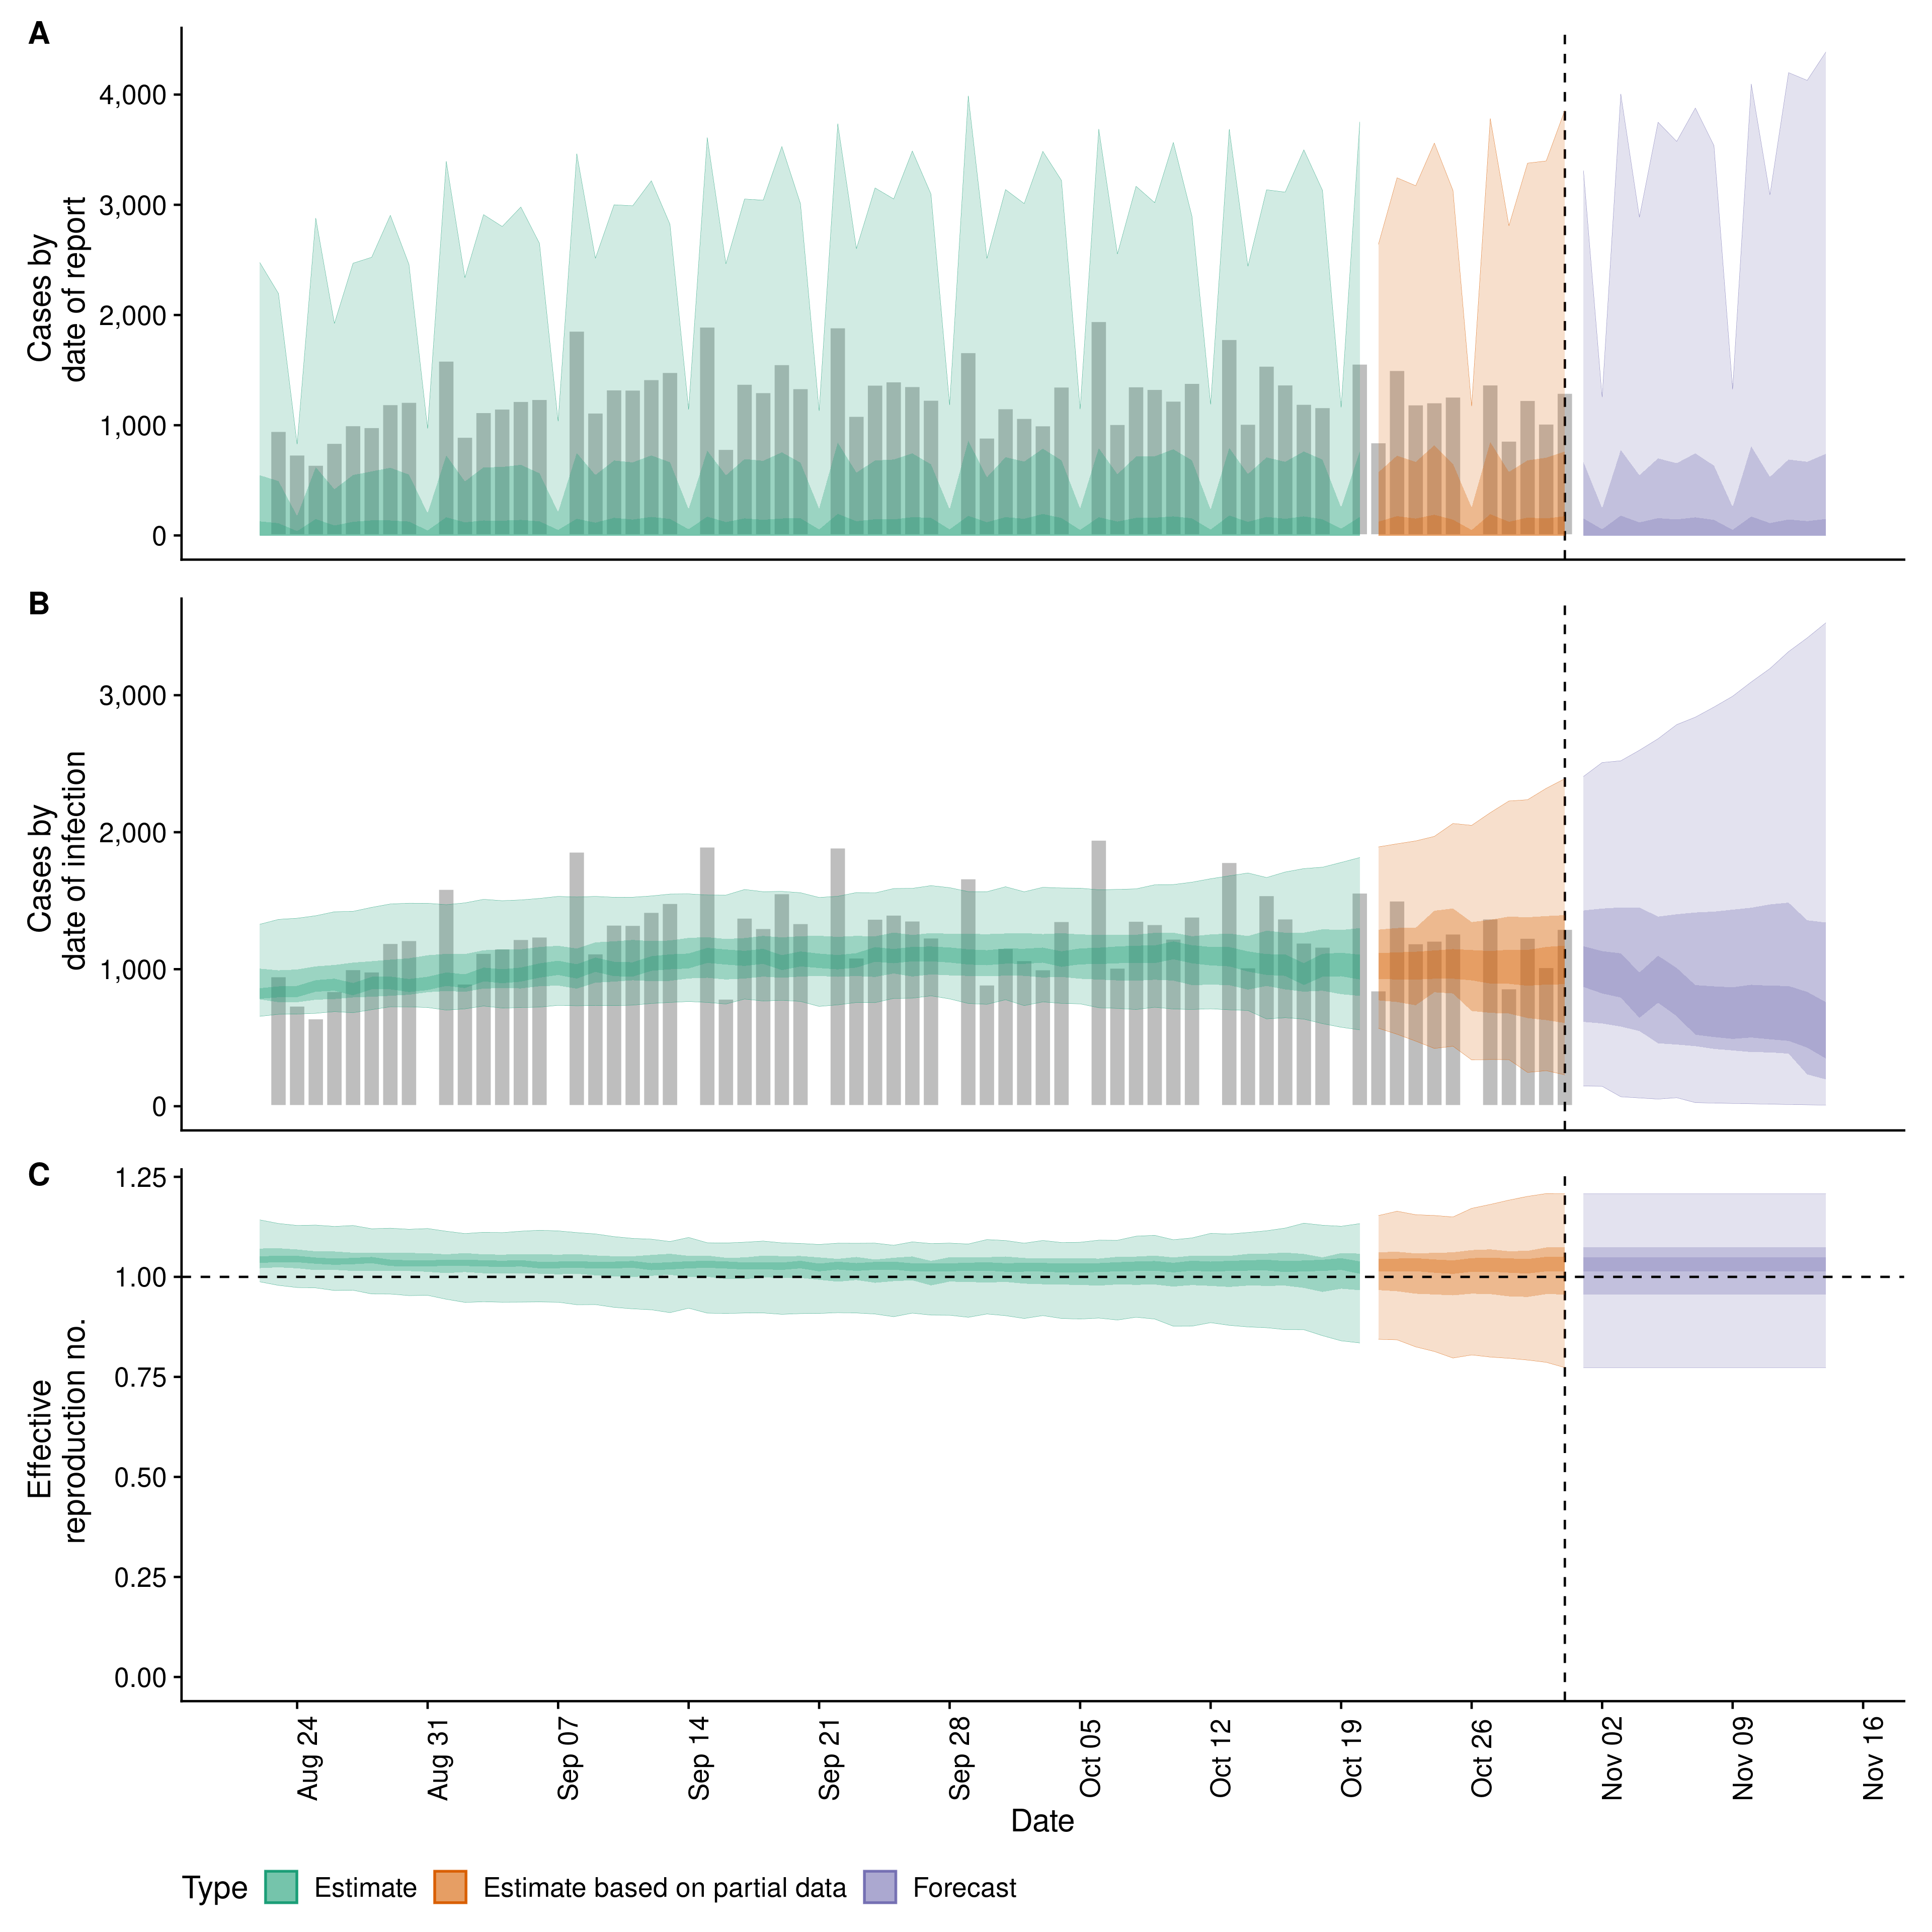 A
Cases by
date of report
4,000
3,000
2,000
1,000
0
B
Cases by
date of infection
3,000
2,000
1,000
0
C
Effective
reproduction no.
1.25
1.00
0.75
0.50
0.25
0.00
Aug 24
Aug 31
Sep 07
Sep 14
Sep 21
Sep 28
Oct 05
Oct 12
Oct 19
Oct 26
Nov 02
Nov 09
Nov 16
Date
Type Estimate Estimate based on partial data Forecast